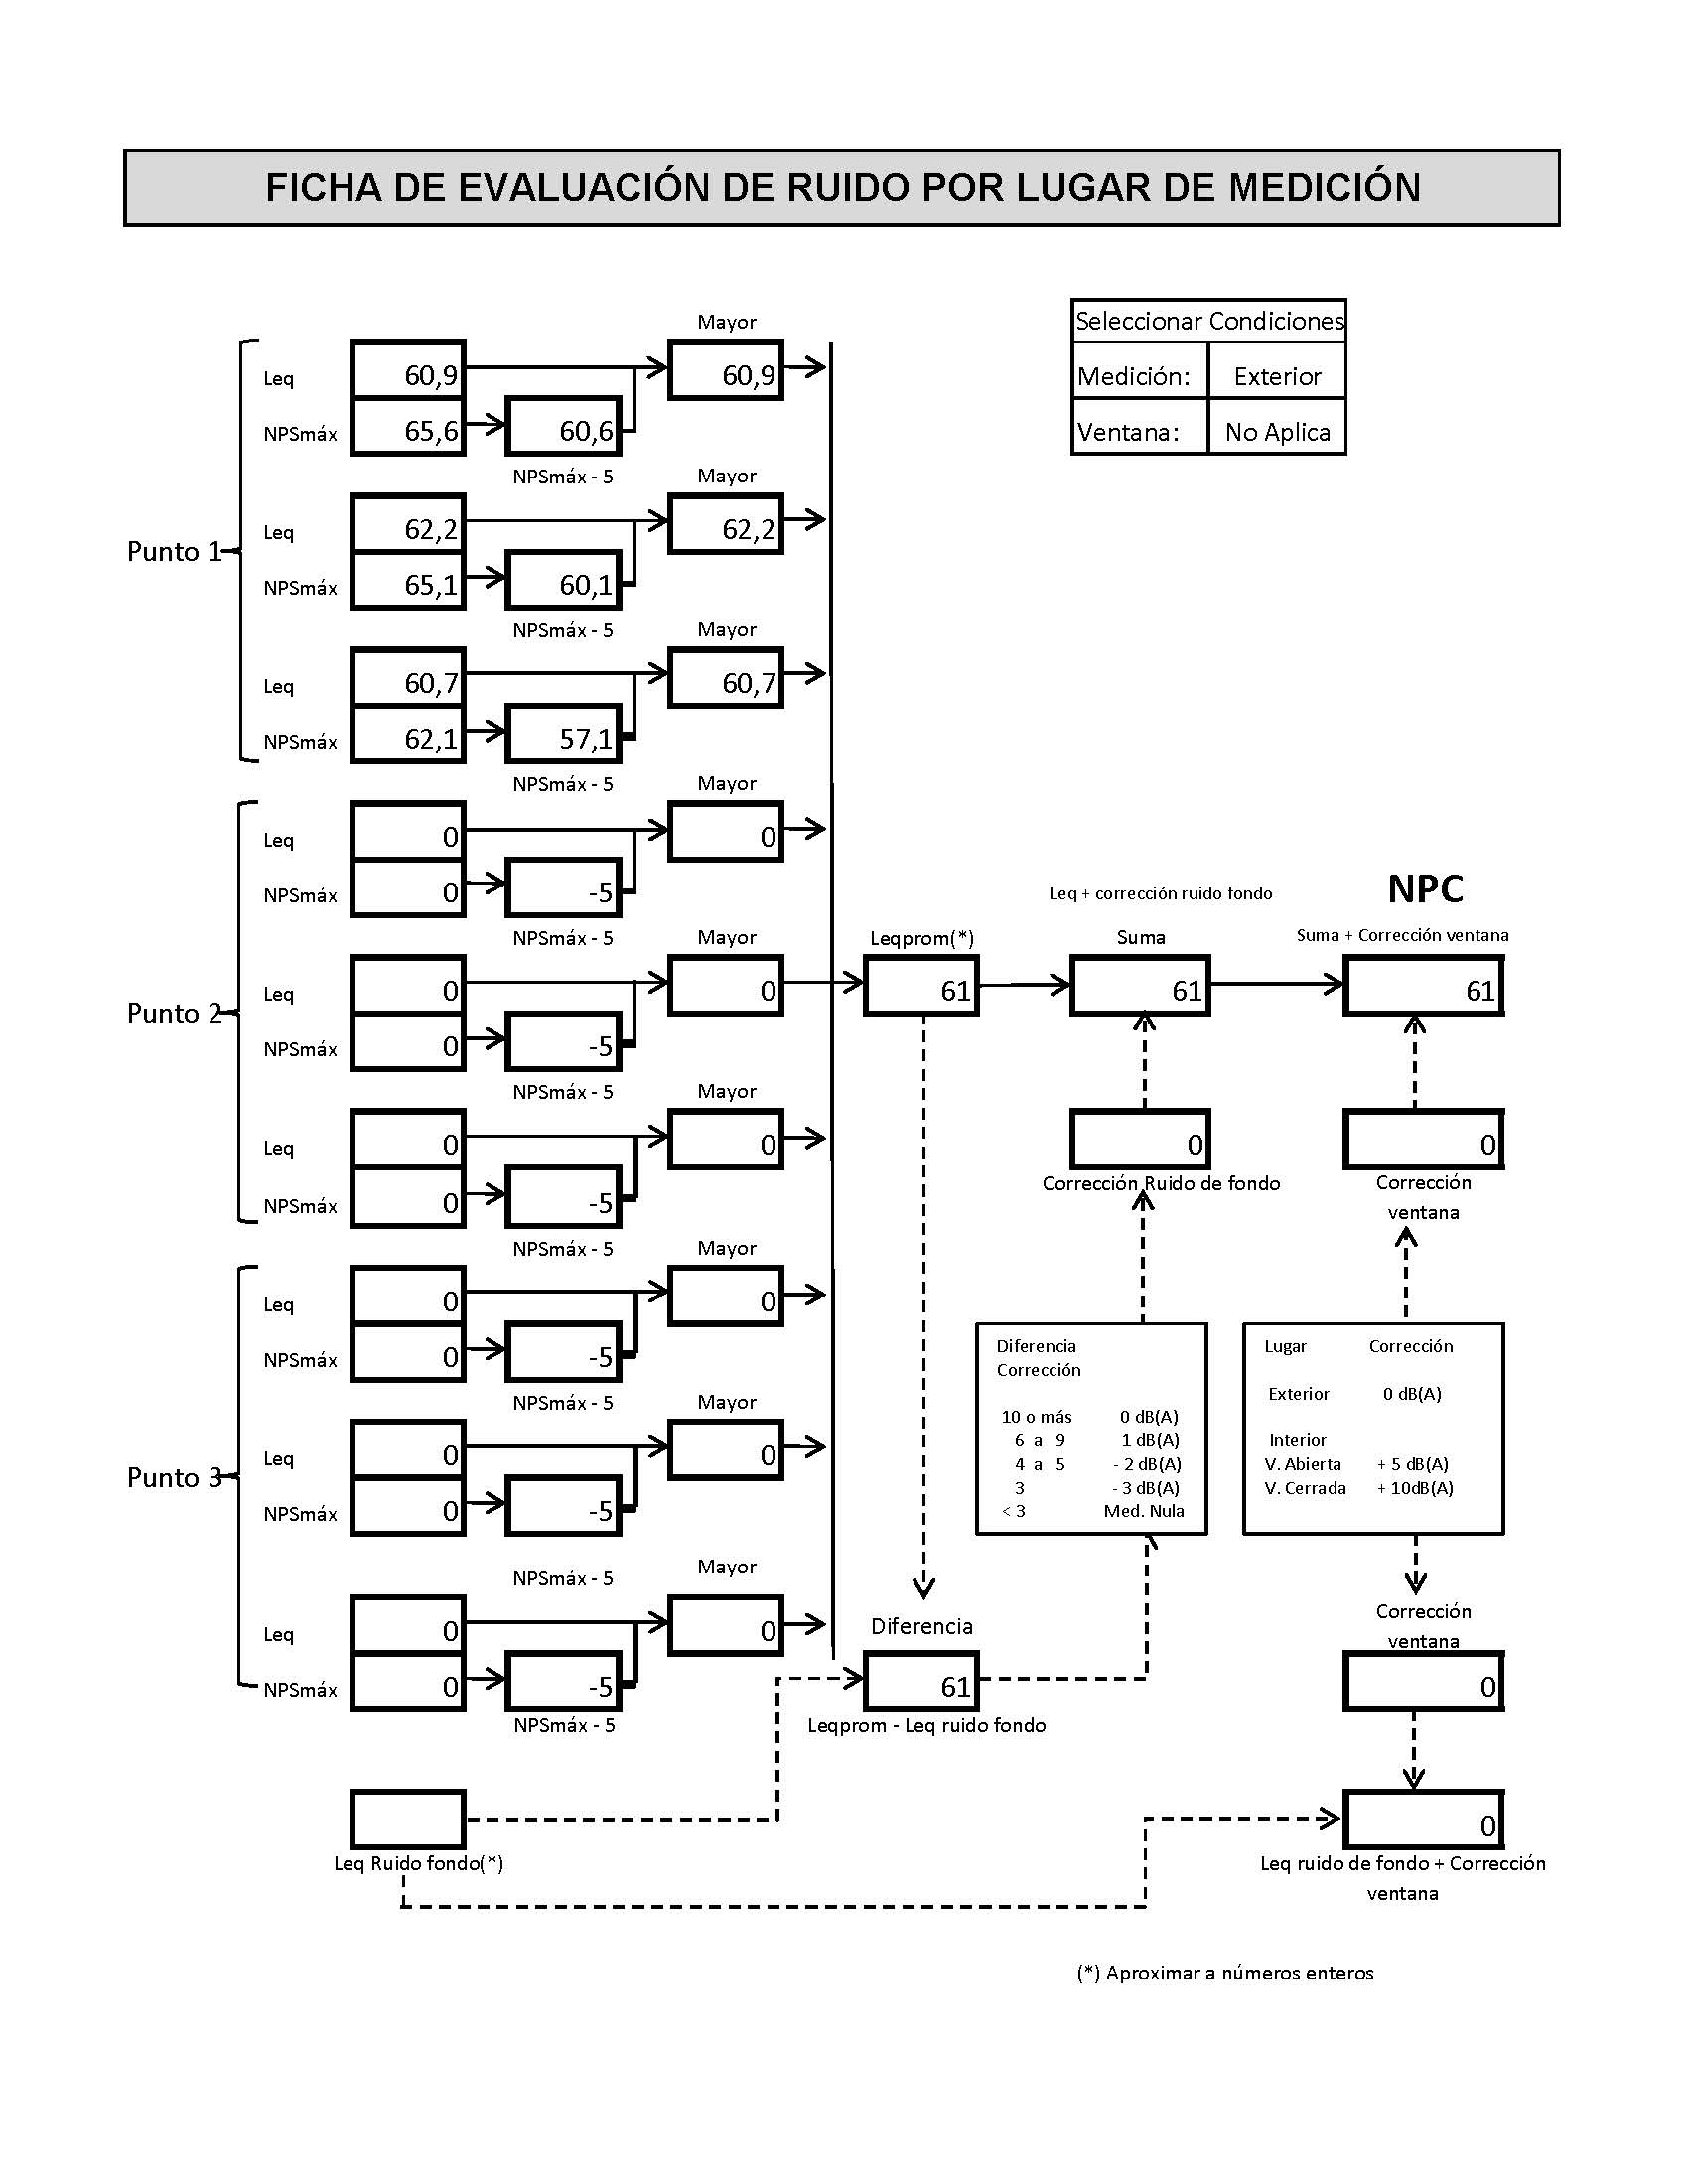 FICHA DE EVALUACIÓN DE RUIDO POR LUGAR DE MEDICIÓN
Seleccionar Condiciones
Medición: Exterior
Ventana: No Aplica
Punto 1
Mayor
Leq 60,9 60,9
NPSmáx 65,6 60,6
NPSmáx - 5 Mayor
Leq 62,2 62,2
NPSmáx 65,1 60,1
NPSmáx - 5 Mayor
Leq 60,7 60,7
NPSmáx 62,1 57,1
NPSmáx - 5 Mayor
Punto 2
Leq 0 0
NPSmáx 0 -5
NPSmáx - 5 Mayor
Leq 0 0
NPSmáx 0 -5
NPSmáx - 5 Mayor
Leq 0 0
NPSmáx 0 -5
NPSmáx - 5 Mayor
Punto 3
Leq 0 0
NPSmáx 0 -5
NPSmáx - 5 Mayor
Leq 0 0
NPSmáx 0 -5
NPSmáx - 5 Mayor
Leq 0 0
NPSmáx 0 -5
NPSmáx - 5
Leq Ruido fondo(*)
Leqprom(*)
61
Leq + corrección ruido fondo
Suma
61
NPC
Suma + Corrección ventana
61
0
Corrección Ruido de fondo
0
Corrección
ventana
Diferencia
Corrección
10 o más 0 dB(A)
6 a 9 1 dB(A)
4 a 5 - 2 dB(A)
3 - 3 dB(A)
< 3 Med. Nula
Lugar Corrección
Exterior 0 dB(A)
Interior
V. Abierta + 5 dB(A)
V. Cerrada + 10dB(A)
Diferencia
61
Leqprom - Leq ruido fondo
Corrección
ventana
0
0
Leq ruido de fondo + Corrección
ventana
(*) Aproximar a números enteros